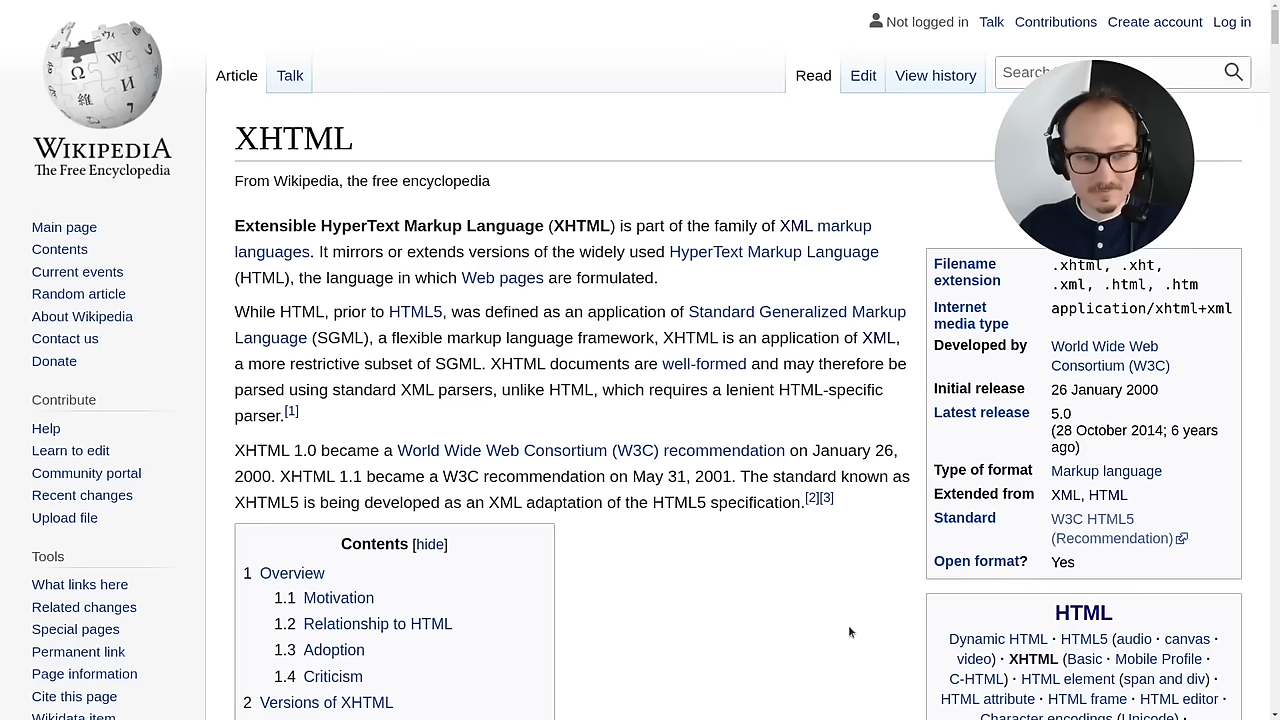 Not logged in Talk Contributions Create account Log in
Article Talk Read Edit View history Search
WIKIPEDIA
The Free Encyclopedia
Main page
Contents
Current events
Random article
About Wikipedia
Contact us
Donate
Contribute
Help
Learn to edit
Community portal
Recent changes
Upload file
Tools
What links here
Related changes
Special pages
Permanent link
Page information
Cite this page
Wikidata item
XHTML
From Wikipedia, the free encyclopedia
Extensible HyperText Markup Language (XHTML) is part of the family of XML markup
languages. It mirrors or extends versions of the widely used HyperText Markup Language
(HTML), the language in which Web pages are formulated.
While HTML, prior to HTML5, was defined as an application of Standard Generalized Markup
Language (SGML), a flexible markup language framework, XHTML is an application of XML,
a more restrictive subset of SGML. XHTML documents are well-formed and may therefore be
parsed using standard XML parsers, unlike HTML, which requires a lenient HTML-specific
parser.[1]
XHTML 1.0 became a World Wide Web Consortium (W3C) recommendation on January 26,
2000. XHTML 1.1 became a W3C recommendation on May 31, 2001. The standard known as
XHTML5 is being developed as an XML adaptation of the HTML5 specification.[2][3]
Contents [hide]
1 Overview
1.1 Motivation
1.2 Relationship to HTML
1.3 Adoption
1.4 Criticism
2 Versions of XHTML
Filename extension .xhtml, .xht,
.xml, .html, .htm
Internet media type application/xhtml+xml
Developed by World Wide Web
Consortium (W3C)
Initial release 26 January 2000
Latest release 5.0
(28 October 2014; 6 years
ago)
Type of format Markup language
Extended from XML, HTML
Standard W3C HTML5
(Recommendation)
Open format? Yes
HTML
Dynamic HTML · HTML5 (audio · canvas ·
video) · XHTML (Basic · Mobile Profile ·
C-HTML) · HTML element (span and div) ·
HTML attribute · HTML frame · HTML editor ·
Character encodings (Unicode) ·